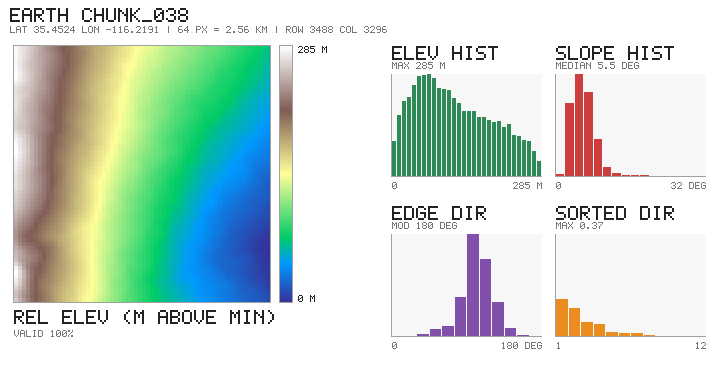 EARTH CHUNK_038
LAT 35.4524 LON -116.2191 | 64 PX = 2.56 KM | ROW 3488 COL 3296
285 M
0 M
REL ELEV (M ABOVE MIN)
VALID 100%
ELEV HIST
MAX 285 M
0 285 M
SLOPE HIST
MEDIAN 5.5 DEG
0 32 DEG
EDGE DIR
MOD 180 DEG
0 180 DEG
SORTED DIR
MAX 0.37
1 12